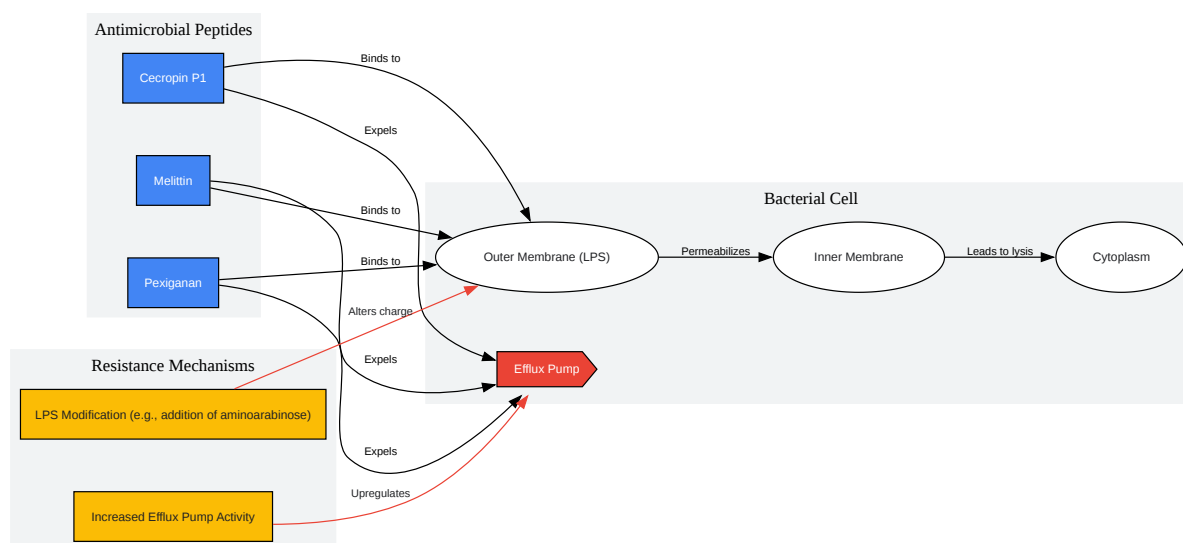 Antimicrobial Peptides
Cecropin P1
Melittin
Pexiganan
Binds to
Expels
Binds to
Binds to
Alters charge
Expels
Expels
Upregulates
Resistance Mechanisms
LPS Modification (e.g., addition of aminoarabinose)
Increased Efflux Pump Activity
Bacterial Cell
Outer Membrane (LPS)
Permeabilizes
Inner Membrane
Leads to lysis
Cytoplasm
Efflux Pump